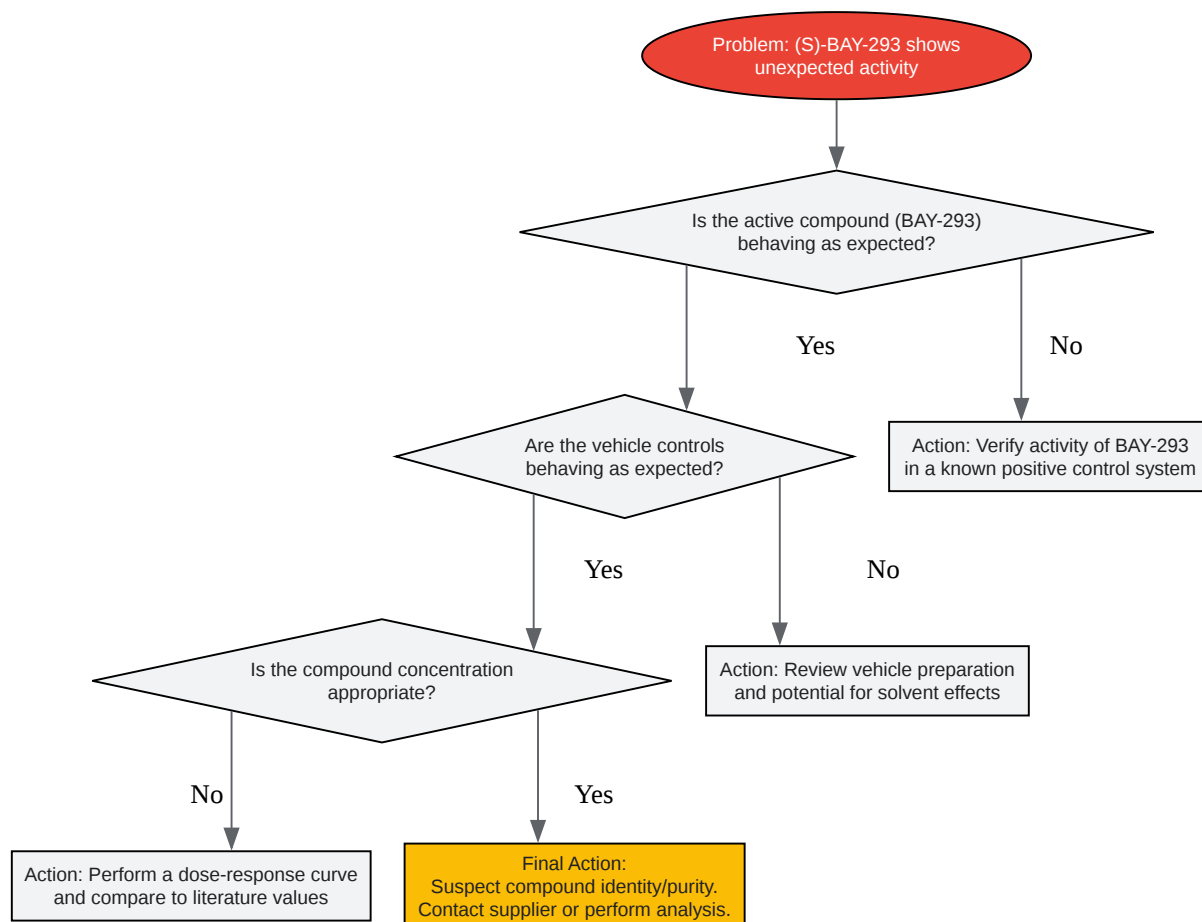 Problem: (S)-BAY-293 shows
unexpected activity
Is the active compound (BAY-293)
behaving as expected?
Yes
No
Are the vehicle controls
behaving as expected?
Action: Verify activity of BAY-293
in a known positive control system
Yes
No
Is the compound concentration
appropriate?
Action: Review vehicle preparation
and potential for solvent effects
No
Yes
Action: Perform a dose-response curve
and compare to literature values
Final Action:
Suspect compound identity/purity.
Contact supplier or perform analysis.